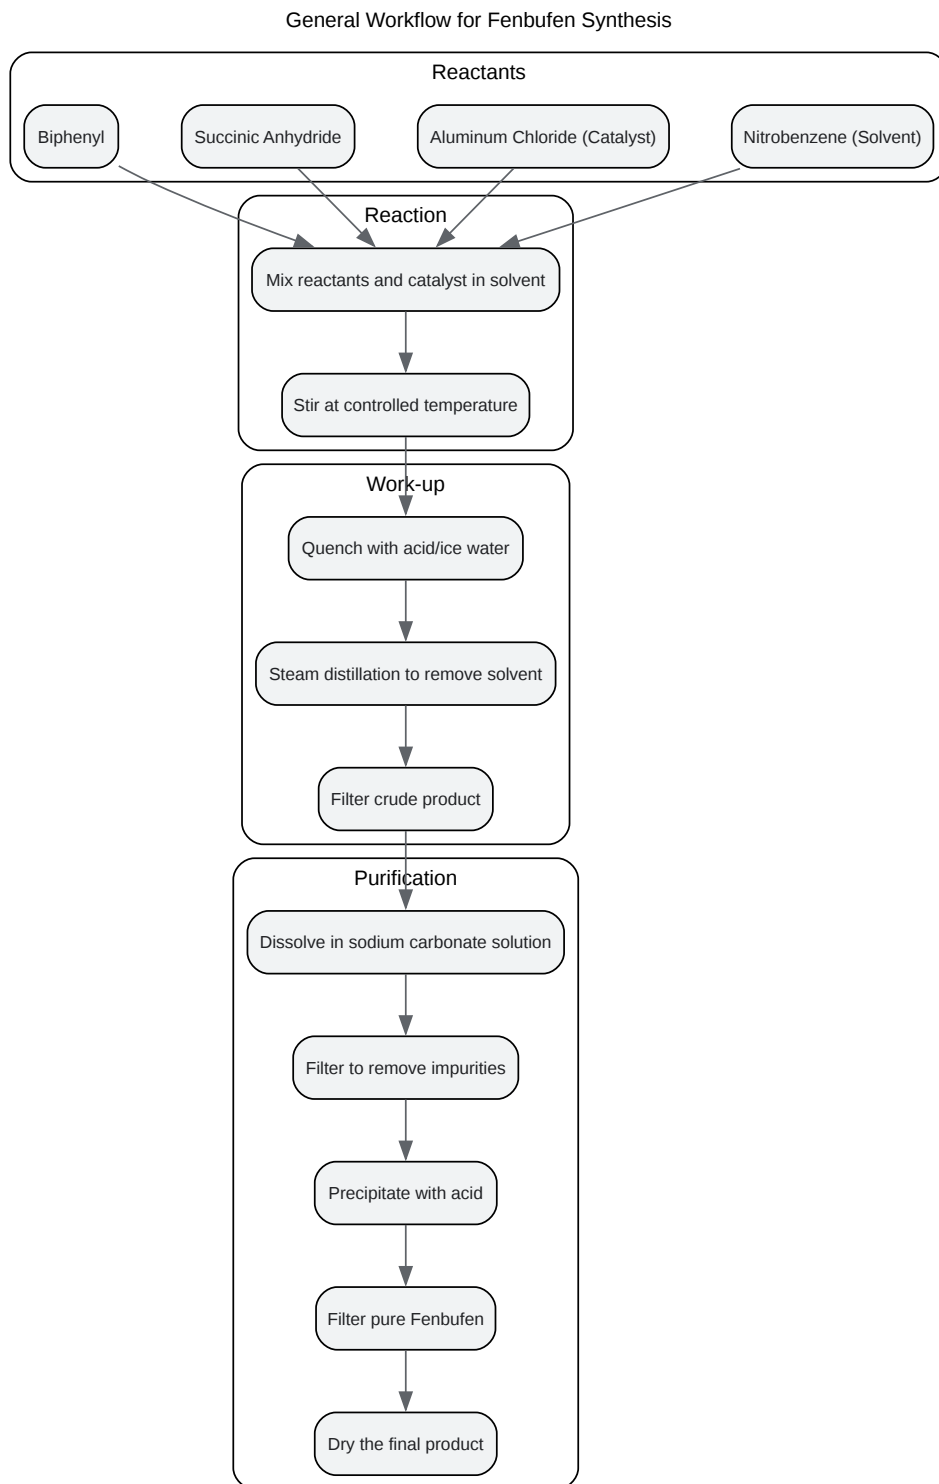 General Workflow for Fenbufen Synthesis
Reactants
Biphenyl
Succinic Anhydride
Aluminum Chloride (Catalyst)
Nitrobenzene (Solvent)
Reaction
Mix reactants and catalyst in solvent
Stir at controlled temperature
Work-up
Quench with acid/ice water
Steam distillation to remove solvent
Filter crude product
Purification
Dissolve in sodium carbonate solution
Filter to remove impurities
Precipitate with acid
Filter pure Fenbufen
Dry the final product